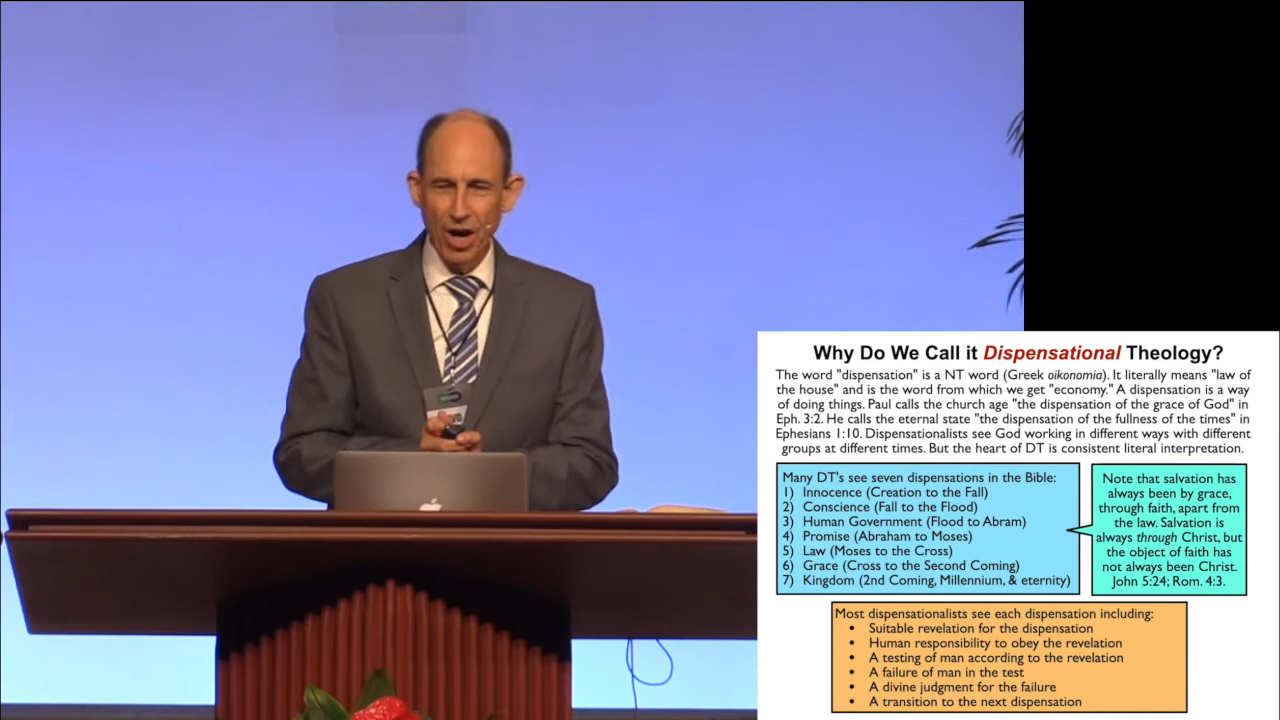 Why Do We Call it Dispensational Theology?
The word "dispensation" is a NT word (Greek oikonomia). It literally means "law of
the house" and is the word from which we get "economy." A dispensation is a way
of doing things. Paul calls the church age "the dispensation of the grace of God" in
Eph. 3:2. He calls the eternal state "the dispensation of the fullness of the times" in
Ephesians 1:10. Dispensationalists see God working in different ways with different
groups at different times. But the heart of DT is consistent literal interpretation.
Many DT's see seven dispensations in the Bible:
1) Innocence (Creation to the Fall)
2) Conscience (Fall to the Flood)
3) Human Government (Flood to Abram)
4) Promise (Abraham to Moses)
5) Law (Moses to the Cross)
6) Grace (Cross to the Second Coming)
7) Kingdom (2nd Coming, Millennium, & eternity)
Note that salvation has
always been by grace,
through faith, apart from
the law. Salvation is
always through Christ, but
the object of faith has
not always been Christ.
John 5:24; Rom. 4:3.
Most dispensationalists see each dispensation including:
• Suitable revelation for the dispensation
• Human responsibility to obey the revelation
• A testing of man according to the revelation
• A failure of man in the test
• A divine judgment for the failure
• A transition to the next dispensation